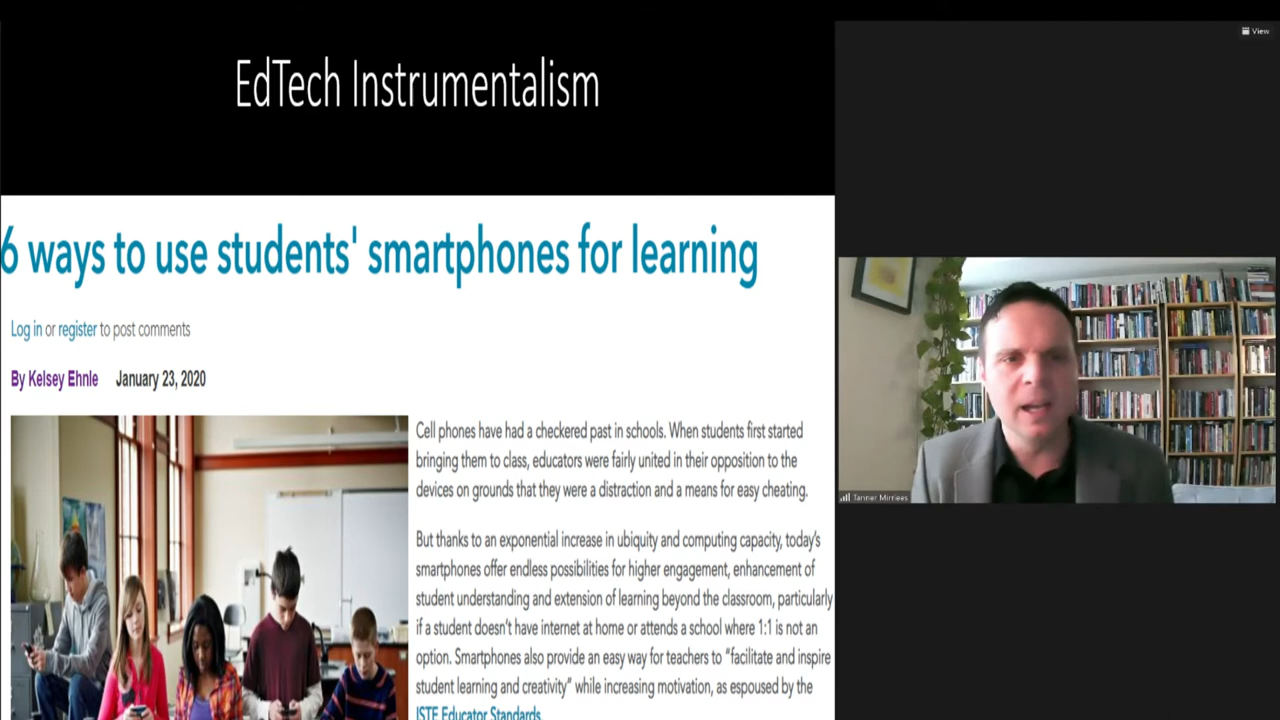 View
EdTech Instrumentalism
6 ways to use students' smartphones for learning
Log in or register to post comments
By Kelsey Ehnle January 23, 2020
Cell phones have had a checkered past in schools. When students first started
bringing them to class, educators were fairly united in their opposition to the
devices on grounds that they were a distraction and a means for easy cheating.
But thanks to an exponential increase in ubiquity and computing capacity, today's
smartphones offer endless possibilities for higher engagement, enhancement of
student understanding and extension of learning beyond the classroom, particularly
if a student doesn't have internet at home or attends a school where 1:1 is not an
option. Smartphones also provide an easy way for teachers to "facilitate and inspire
student learning and creativity" while increasing motivation, as espoused by the
ISTE Educator Standards.
Tanner Mirrlees